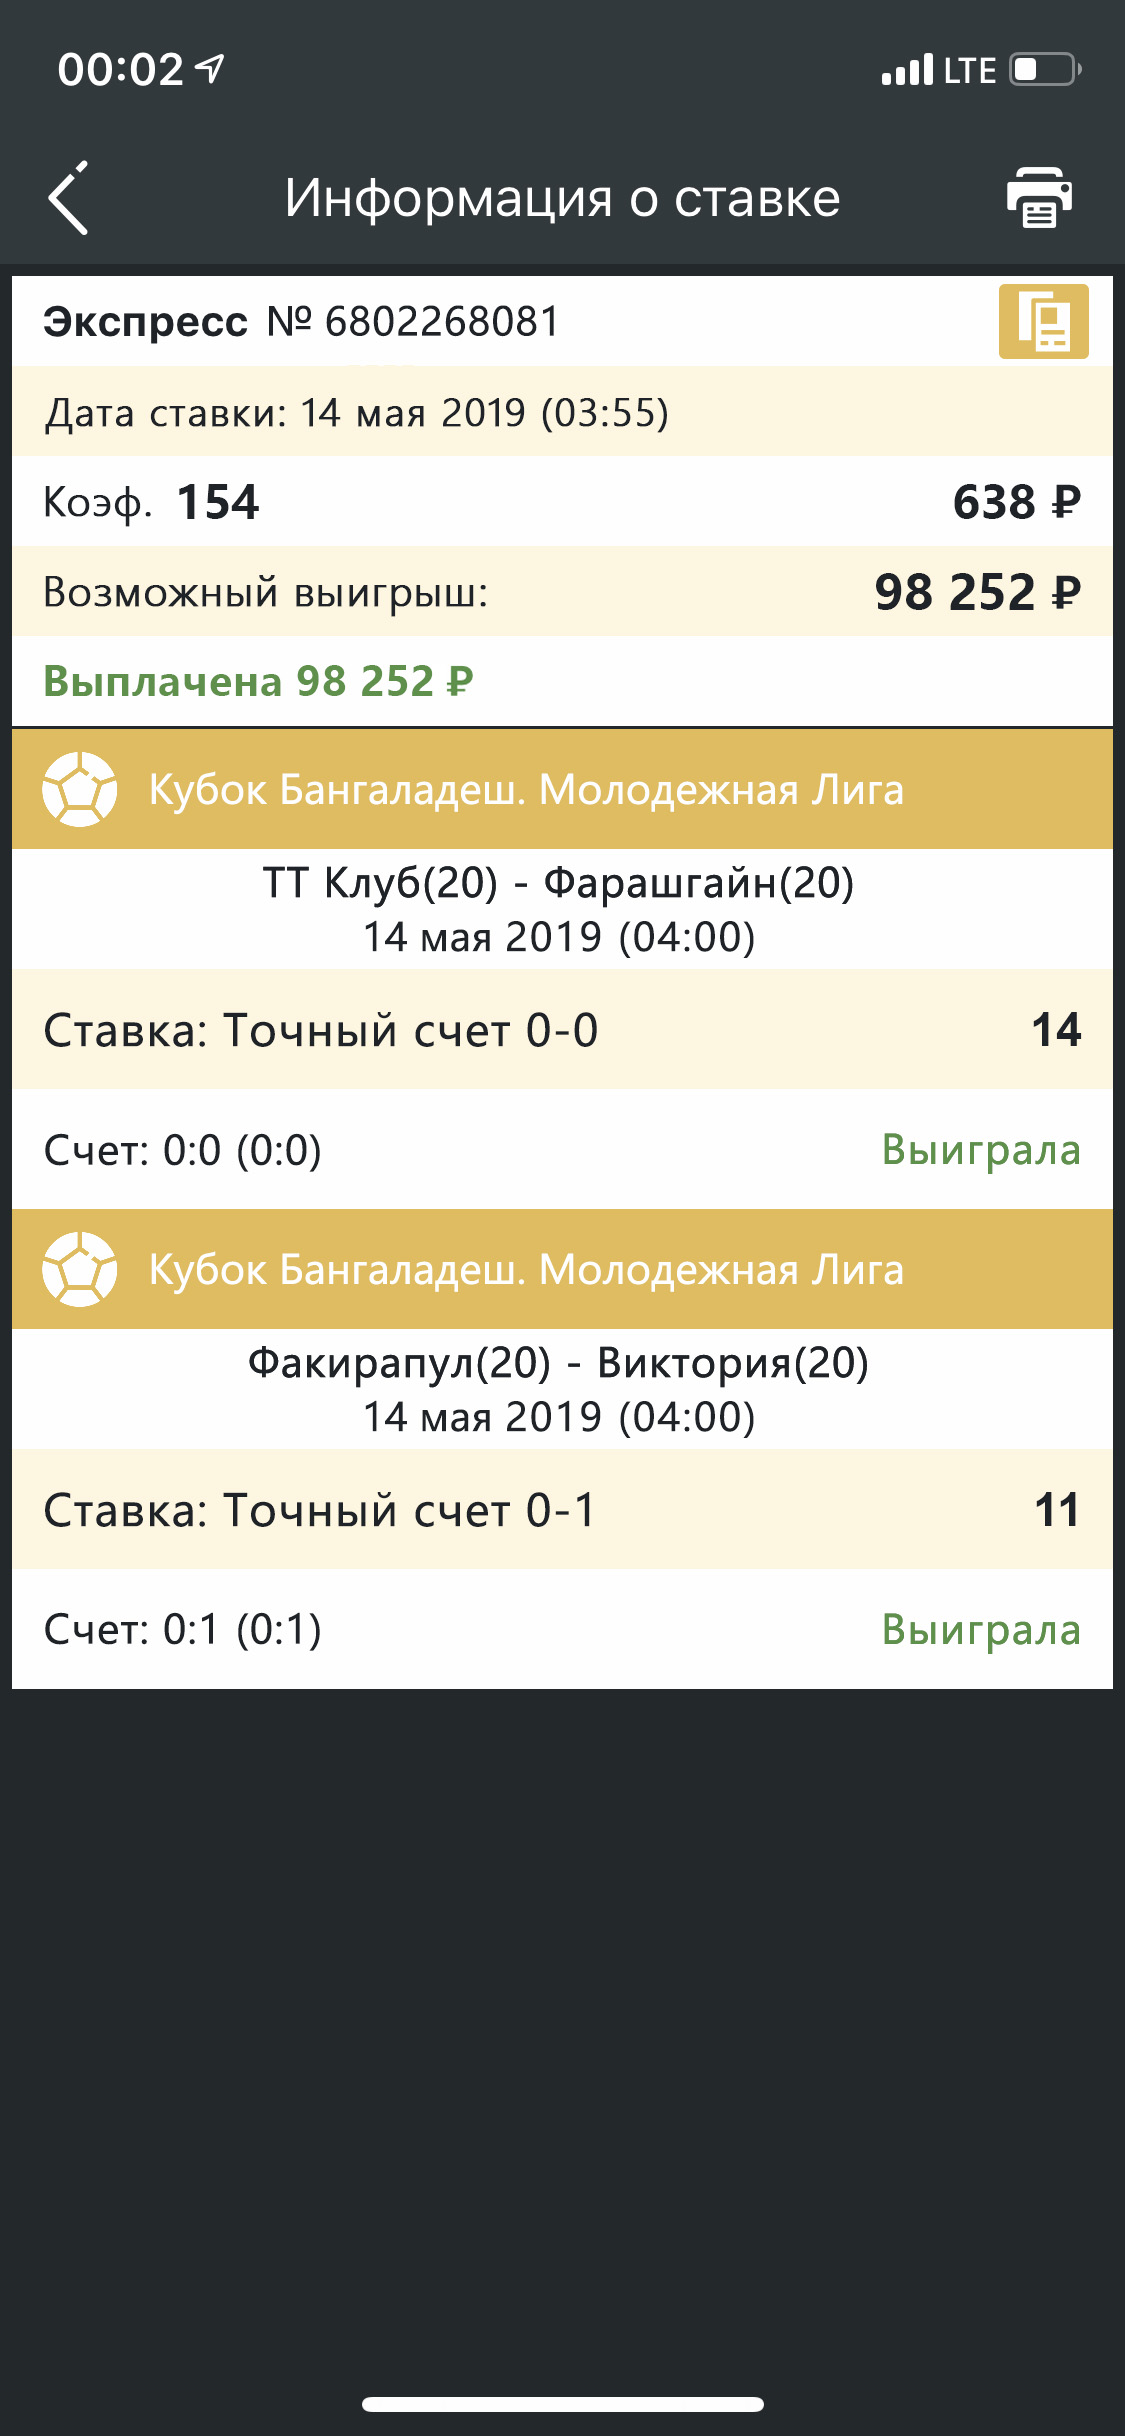 00:02 LTE
Информация о ставке
Экспресс № 6802268081
Дата ставки: 14 мая 2019 (03:55)
Коэф. 154 638 ₽
Возможный выигрыш: 98 252 ₽
Выплачена 98 252 ₽
Кубок Бангаладеш. Молодежная Лига
ТТ Клуб(20) - Фарашгайн(20)
14 мая 2019 (04:00)
Ставка: Точный счет 0-0 14
Счет: 0:0 (0:0) Выиграла
Кубок Бангаладеш. Молодежная Лига
Факирапул(20) - Виктория(20)
14 мая 2019 (04:00)
Ставка: Точный счет 0-1 11
Счет: 0:1 (0:1) Выиграла